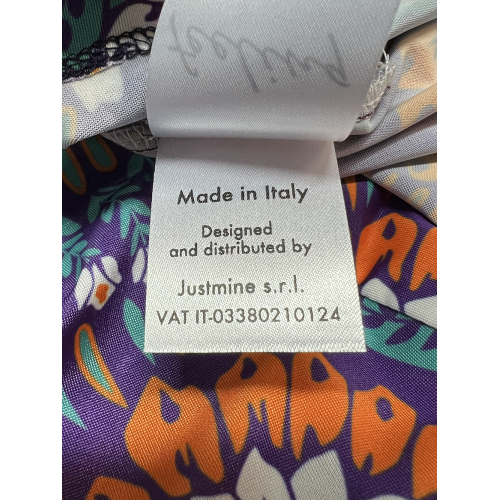 Made in Italy
Designed
and distributed by
Justmine s.r.l.
VAT IT-03380210124